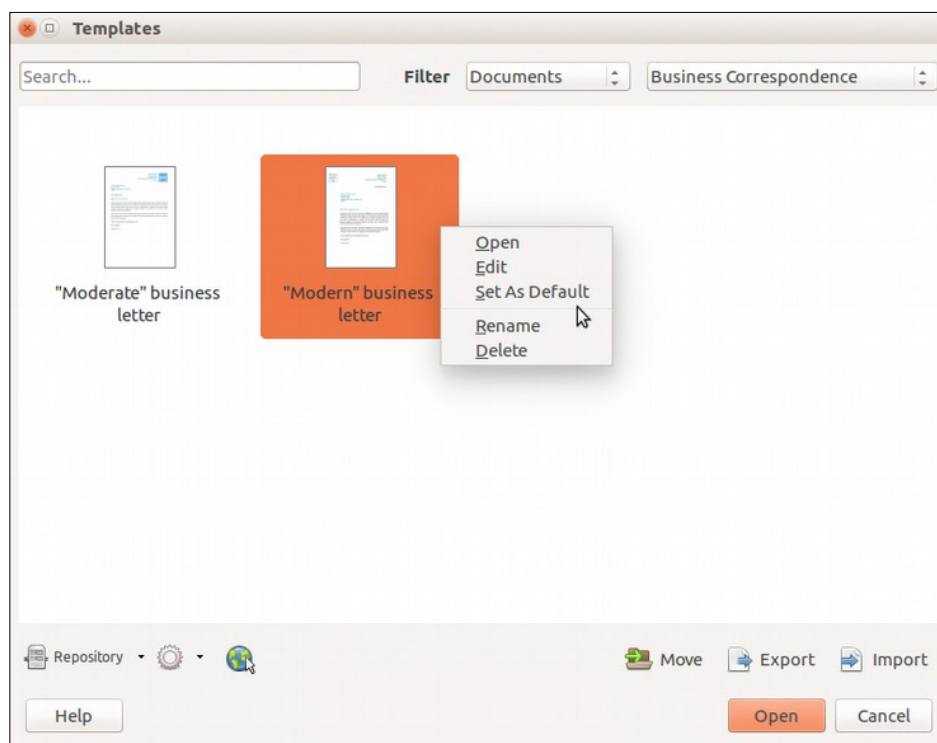 Templates
Search...
Filter Documents Business Correspondence
"Moderate" business
letter
"Modern" business
letter
Open
Edit
Set As Default
Rename
Delete
Repository
Move Export Import
Help
Open Cancel